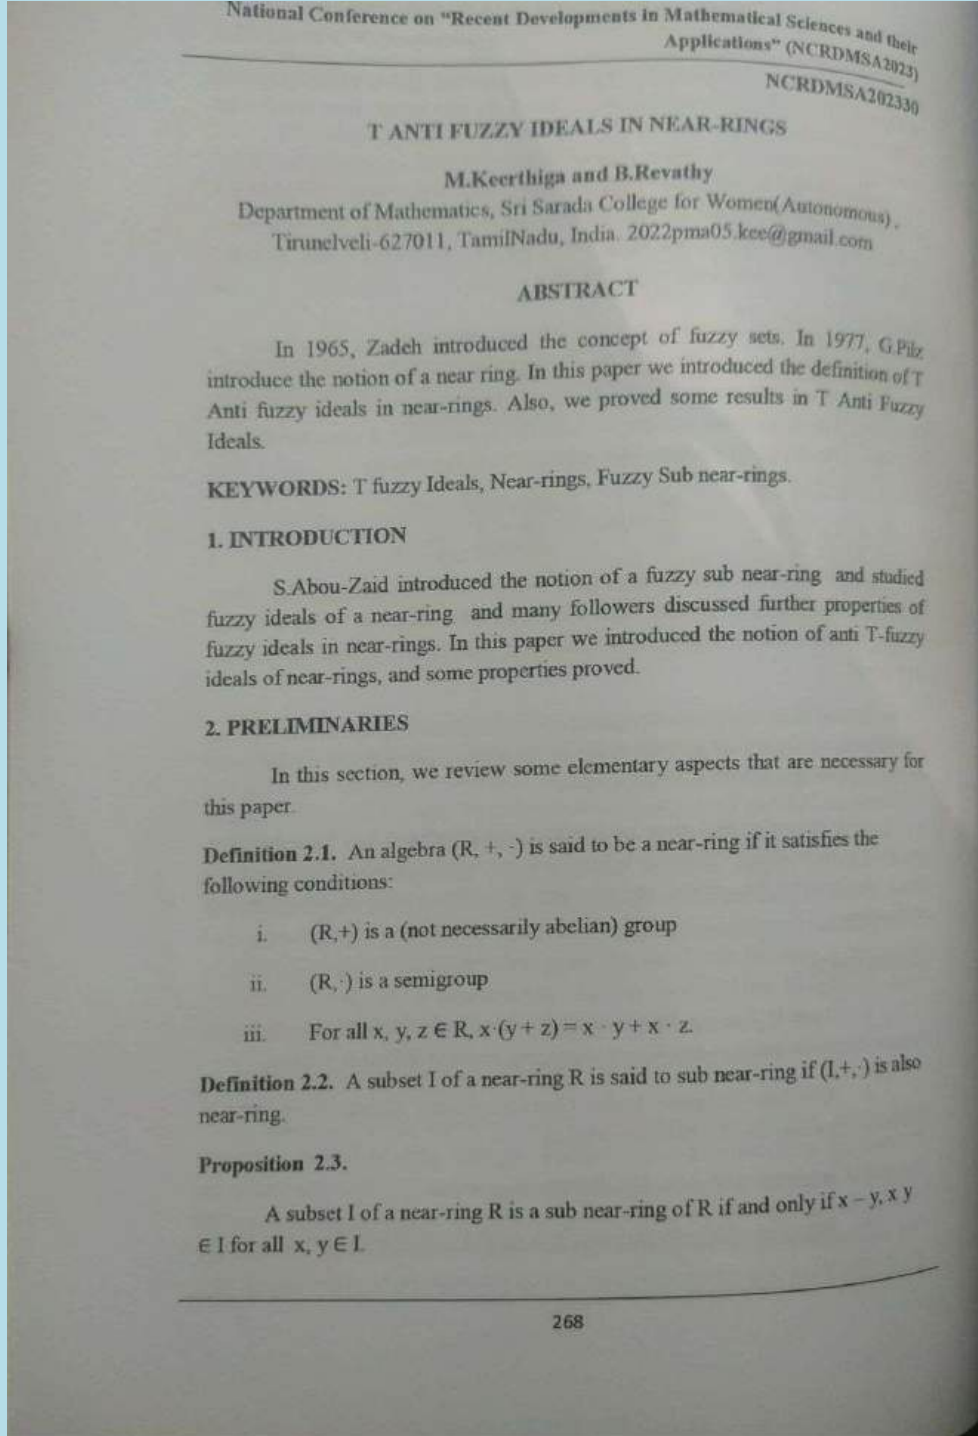 National Conference on "Recent Developments in Mathematical Sciences and their
Applications" (NCRDMSA2023)
NCRDMSA202330
T ANTI FUZZY IDEALS IN NEAR-RINGS
M.Keerthiga and B.Revathy
Department of Mathematics, Sri Sarada College for Women(Autonomous),
Tirunelveli-627011, TamilNadu, India. 2022pma05.kee@gmail.com
ABSTRACT
In 1965, Zadeh introduced the concept of fuzzy sets. In 1977, G.Pilz
introduce the notion of a near ring. In this paper we introduced the definition of T
Anti fuzzy ideals in near-rings. Also, we proved some results in T Anti Fuzzy
Ideals.
KEYWORDS: T fuzzy Ideals, Near-rings, Fuzzy Sub near-rings.
1. INTRODUCTION
S.Abou-Zaid introduced the notion of a fuzzy sub near-ring and studied
fuzzy ideals of a near-ring and many followers discussed further properties of
fuzzy ideals in near-rings. In this paper we introduced the notion of anti T-fuzzy
ideals of near-rings, and some properties proved.
2. PRELIMINARIES
In this section, we review some elementary aspects that are necessary for
this paper.
Definition 2.1. An algebra (R, +, ·) is said to be a near-ring if it satisfies the
following conditions:
i. (R,+) is a (not necessarily abelian) group
ii. (R,·) is a semigroup
iii. For all x, y, z ∈ R, x·(y + z) = x · y + x · z.
Definition 2.2. A subset I of a near-ring R is said to sub near-ring if (I,+,·) is also
near-ring.
Proposition 2.3.
A subset I of a near-ring R is a sub near-ring of R if and only if x – y, x y
∈ I for all x, y ∈ I.
268